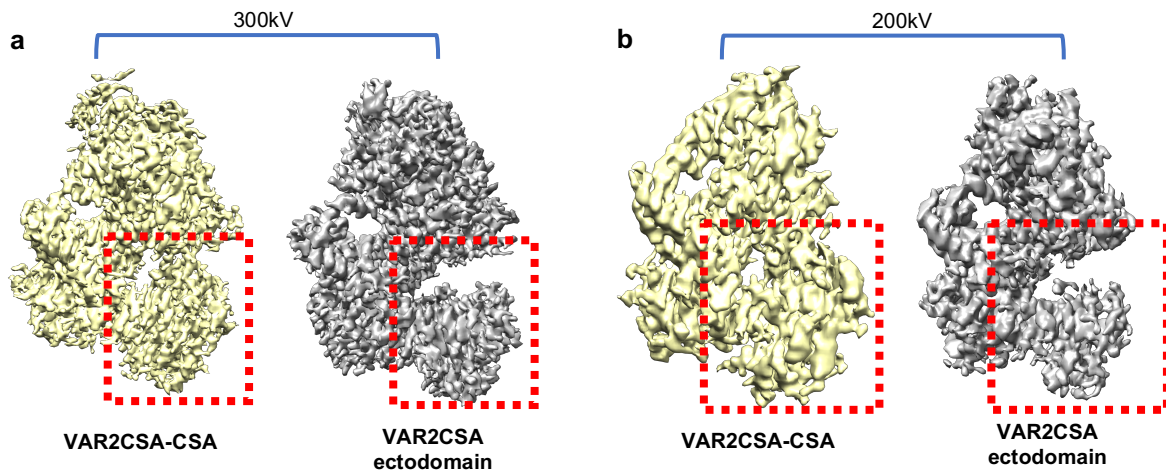 300kV
200kV
a
b
VAR2CSA-CSA
VAR2CSA
ectodomain
VAR2CSA-CSA
VAR2CSA
ectodomain